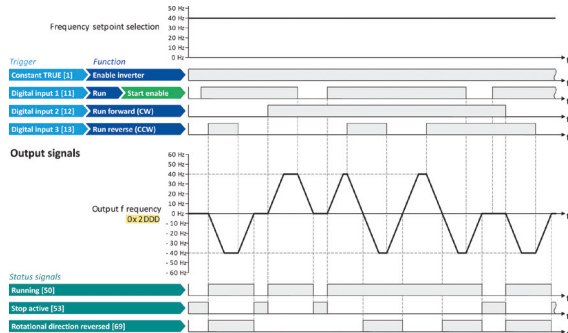 50 Hz
40 Hz
Frequency setpoint selection
30 Hz
20 Hz
10 Hz
0 Hz
t
Trigger Function
Constant TRUE [1] Enable inverter
t
Digital input 1 [11] Run Start enable
t
Digital input 2 [12] Run forward (CW)
t
Digital input 3 [13] Run reverse (CCW)
t
Output signals
60 Hz
50 Hz
40 Hz
30 Hz
20 Hz
10 Hz
Output f requency
0 Hz
t
0x2DDD
- 10 Hz
- 20 Hz
- 30 Hz
- 40 Hz
- 50 Hz
- 60 Hz
Status signals
Running [50]
t
Stop active [53]
t
Rotational direction reversed [69]
t